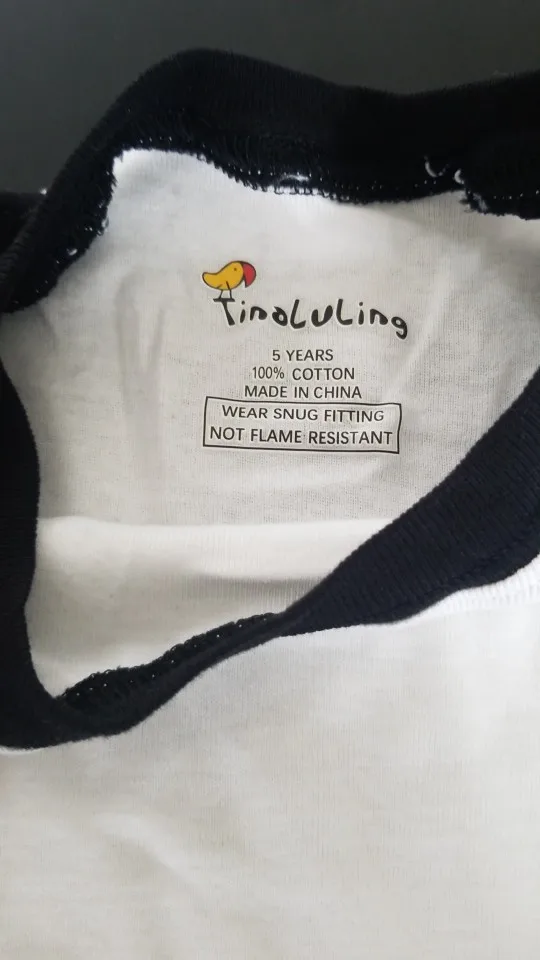 TinoLuLing
5 YEARS
100% COTTON
MADE IN CHINA
WEAR SNUG FITTING
NOT FLAME RESISTANT